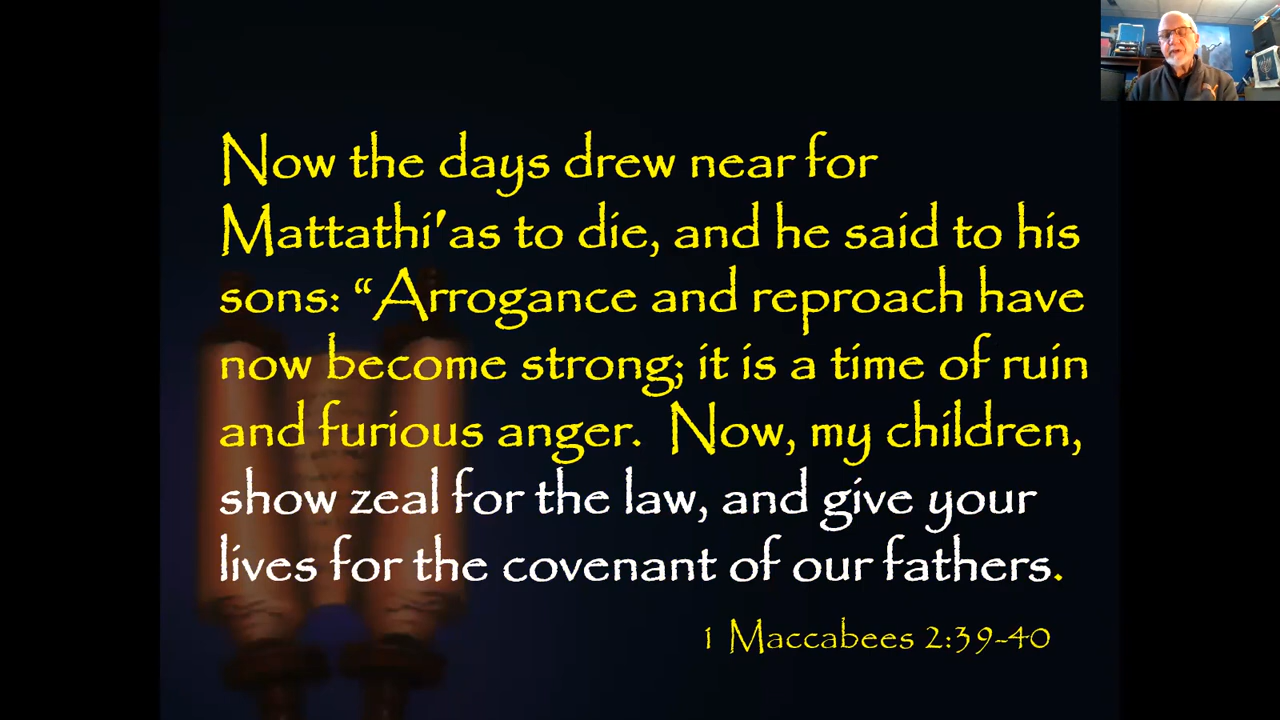 Now the days drew near for
Mattathi'as to die, and he said to his
sons: “Arrogance and reproach have
now become strong; it is a time of ruin
and furious anger.  Now, my children,
show zeal for the law, and give your
lives for the covenant of our fathers.
1 Maccabees 2:39-40